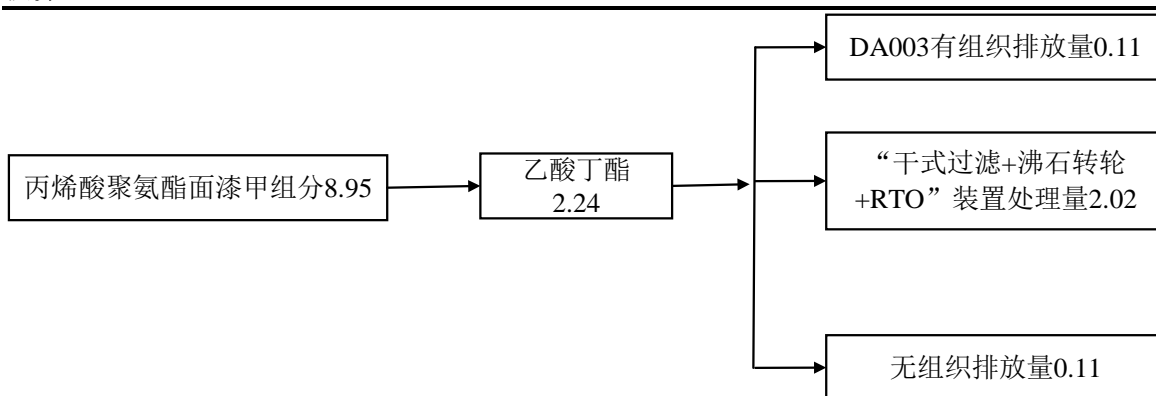 丙烯酸聚氨酯面漆甲组分8.95
乙酸丁酯
2.24
DA003有组织排放量0.11
“干式过滤+沸石转轮
+RTO”装置处理量2.02
无组织排放量0.11